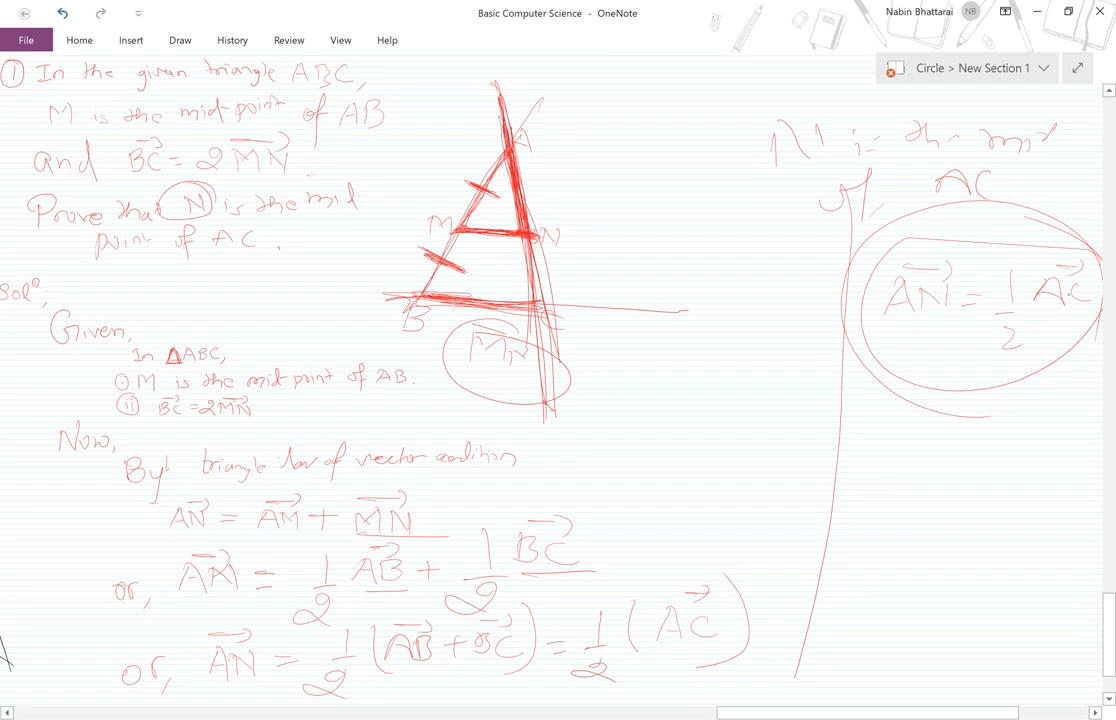 Basic Computer Science - OneNote
Nabin Bhattarai NB
File Home Insert Draw History Review View Help
Circle > New Section 1
① In the given triangle ABC,
M is the mid-point of AB
and BC⃗ = 2MN⃗
Prove that N is the mid
point of AC.
Solⁿ,
Given,
In ΔABC,
ⓘ M is the mid point of AB.
ⓘⓘ BC⃗ = 2MN⃗
Now,
By triangle law of vector condition
AN⃗ = AM⃗ + MN⃗
or, AN⃗ = 1/2 AB⃗ + 1/2 BC⃗
or, AN⃗ = 1/2 (AB⃗ + BC⃗) = 1/2 (AC⃗)
A
M N
B C
MN⃗
of AC
AN⃗ = 1/2 AC⃗